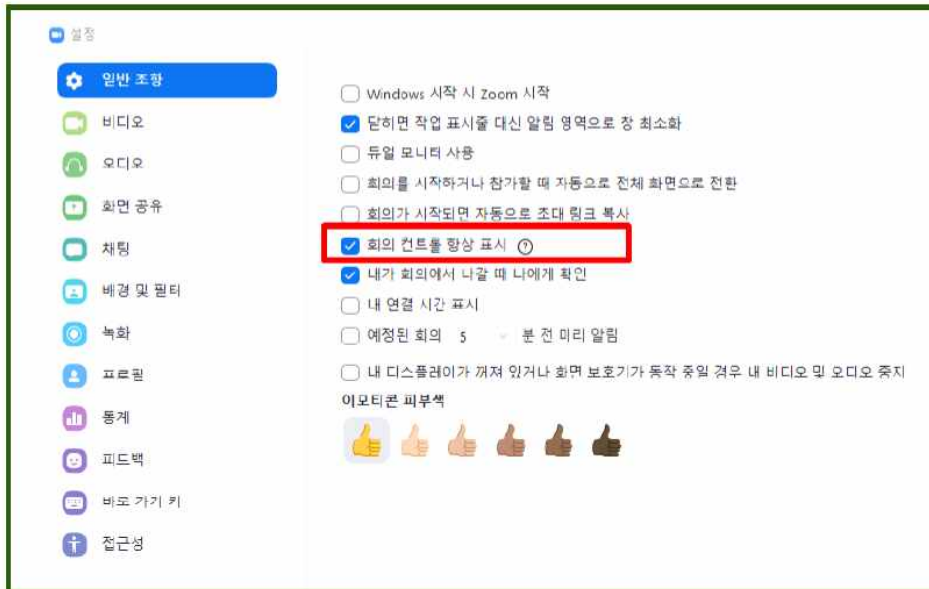 설정
일반 조항
비디오
오디오
화면 공유
채팅
배경 및 필터
녹화
프로필
통계
피드백
바로 가기 키
접근성
Windows 시작 시 Zoom 시작
닫히면 작업 표시줄 대신 알림 영역으로 창 최소화
듀얼 모니터 사용
회의를 시작하거나 참가할 때 자동으로 전체 화면으로 전환
회의가 시작되면 자동으로 초대 링크 복사
회의 컨트롤 항상 표시 ?
내가 회의에서 나갈 때 나에게 확인
내 연결 시간 표시
예정된 회의 5 분 전 미리 알림
내 디스플레이가 꺼져 있거나 화면 보호기가 동작 중일 경우 내 비디오 및 오디오 중지
이모티콘 피부색